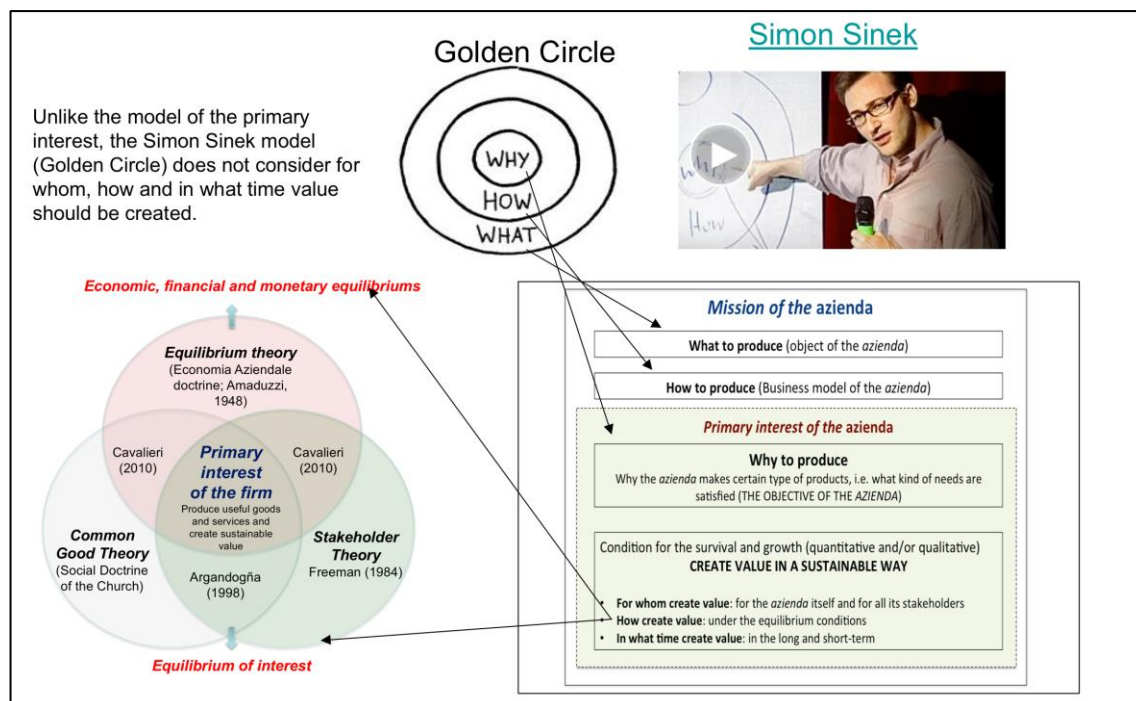 Golden Circle
Simon Sinek
Unlike the model of the primary
interest, the Simon Sinek model
(Golden Circle) does not consider for
whom, how and in what time value
should be created.
WHY
HOW
WHAT
why
How
Economic, financial and monetary equilibriums
Equilibrium theory
(Economia Aziendale
doctrine; Amaduzzi,
1948)
Cavalieri
(2010)
Primary
interest
of the firm
Produce useful goods
and services and
create sustainable
value
Cavalieri
(2010)
Common
Good Theory
(Social Doctrine
of the Church)
Stakeholder
Theory
Freeman (1984)
Argandogña
(1998)
Equilibrium of interest
Mission of the azienda
What to produce (object of the azienda)
How to produce (Business model of the azienda)
Primary interest of the azienda
Why to produce
Why the azienda makes certain type of products, i.e. what kind of needs are
satisfied (THE OBJECTIVE OF THE AZIENDA)
Condition for the survival and growth (quantitative and/or qualitative)
CREATE VALUE IN A SUSTAINABLE WAY
• For whom create value: for the azienda itself and for all its stakeholders
• How create value: under the equilibrium conditions
• In what time create value: in the long and short-term